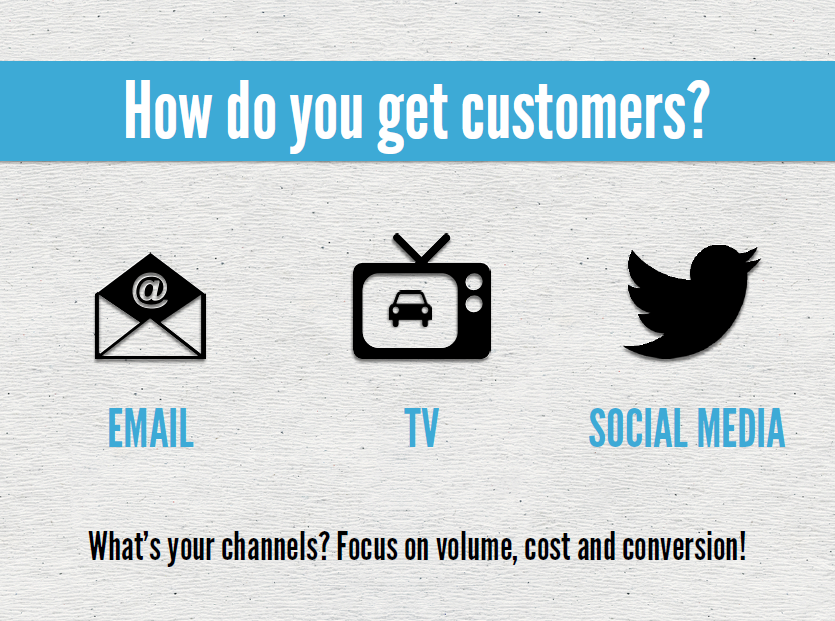 How do you get customers?
@
EMAIL
TV
SOCIAL MEDIA
What's your channels? Focus on volume, cost and conversion!